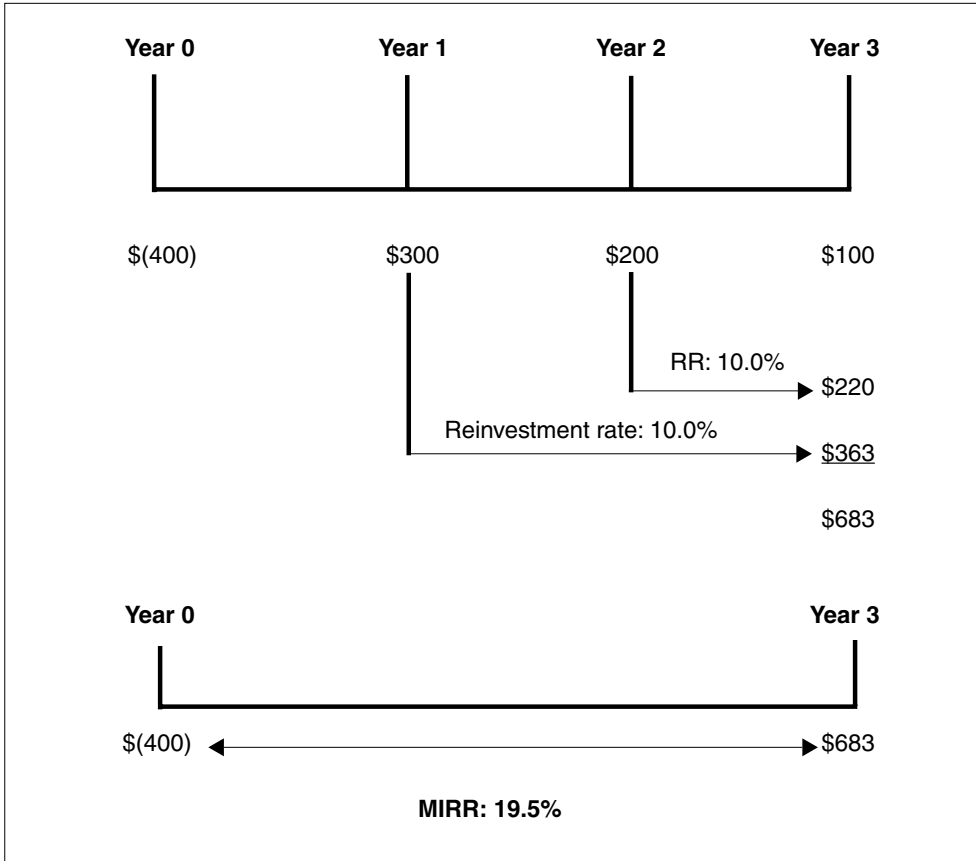 Year 0 Year 1 Year 2 Year 3
$(400) $300 $200 $100
RR: 10.0%
$220
Reinvestment rate: 10.0%
$363
$683
Year 0 Year 3
$(400) $683
MIRR: 19.5%